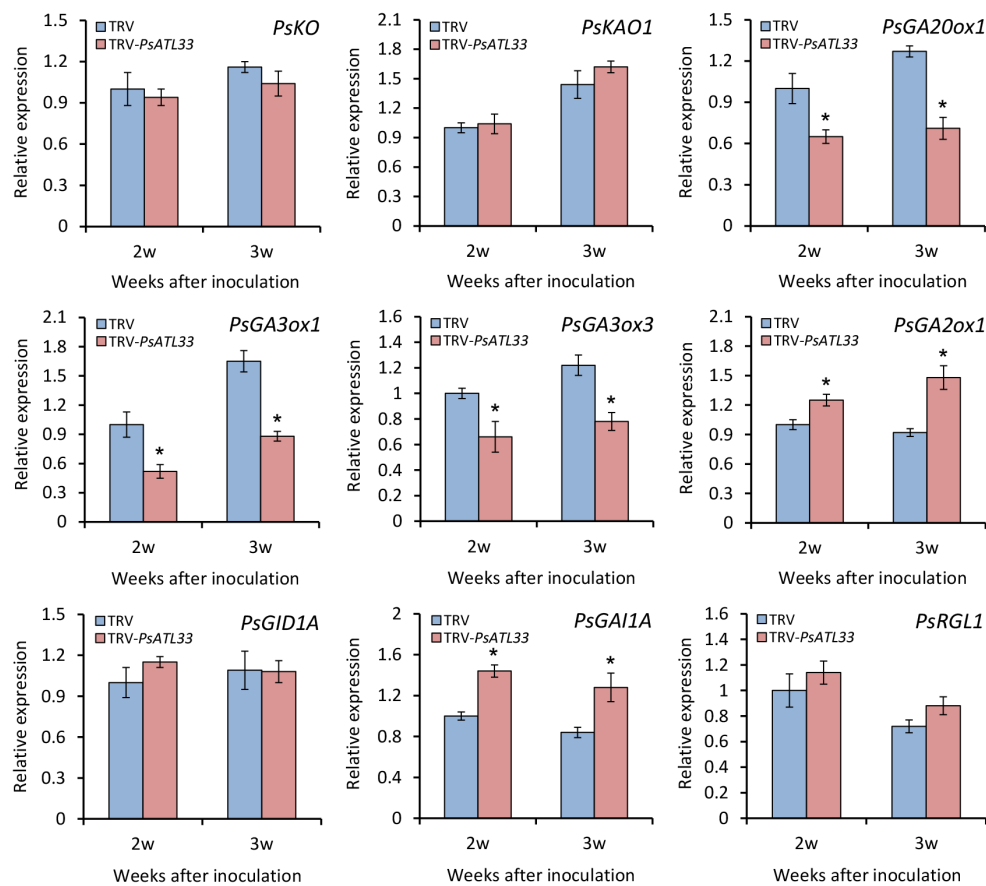 PsKO
TRV
TRV-PsATL33
Relative expression
1.5
1.2
0.9
0.6
0.3
0
2w
3w
Weeks after inoculation
PsKAO1
TRV
TRV-PsATL33
Relative expression
2.1
1.8
1.5
1.2
0.9
0.6
0.3
0
2w
3w
Weeks after inoculation
PsGA20ox1
TRV
TRV-PsATL33
Relative expression
1.5
1.2
0.9
0.6
0.3
0
*
*
2w
3w
Weeks after inoculation
PsGA3ox1
TRV
TRV-PsATL33
Relative expression
2.1
1.8
1.5
1.2
0.9
0.6
0.3
0
*
*
2w
3w
Weeks after inoculation
PsGA3ox3
TRV
TRV-PsATL33
Relative expression
1.6
1.4
1.2
1
0.8
0.6
0.4
0.2
0
*
*
2w
3w
Weeks after inoculation
PsGA2ox1
TRV
TRV-PsATL33
Relative expression
2.1
1.8
1.5
1.2
0.9
0.6
0.3
0
*
*
2w
3w
Weeks after inoculation
PsGID1A
TRV
TRV-PsATL33
Relative expression
1.5
1.2
0.9
0.6
0.3
0
2w
3w
Weeks after inoculation
PsGAI1A
TRV
TRV-PsATL33
Relative expression
2
1.6
1.2
0.8
0.4
0
*
*
2w
3w
Weeks after inoculation
PsRGL1
TRV
TRV-PsATL33
Relative expression
1.6
1.4
1.2
1
0.8
0.6
0.4
0.2
0
2w
3w
Weeks after inoculation